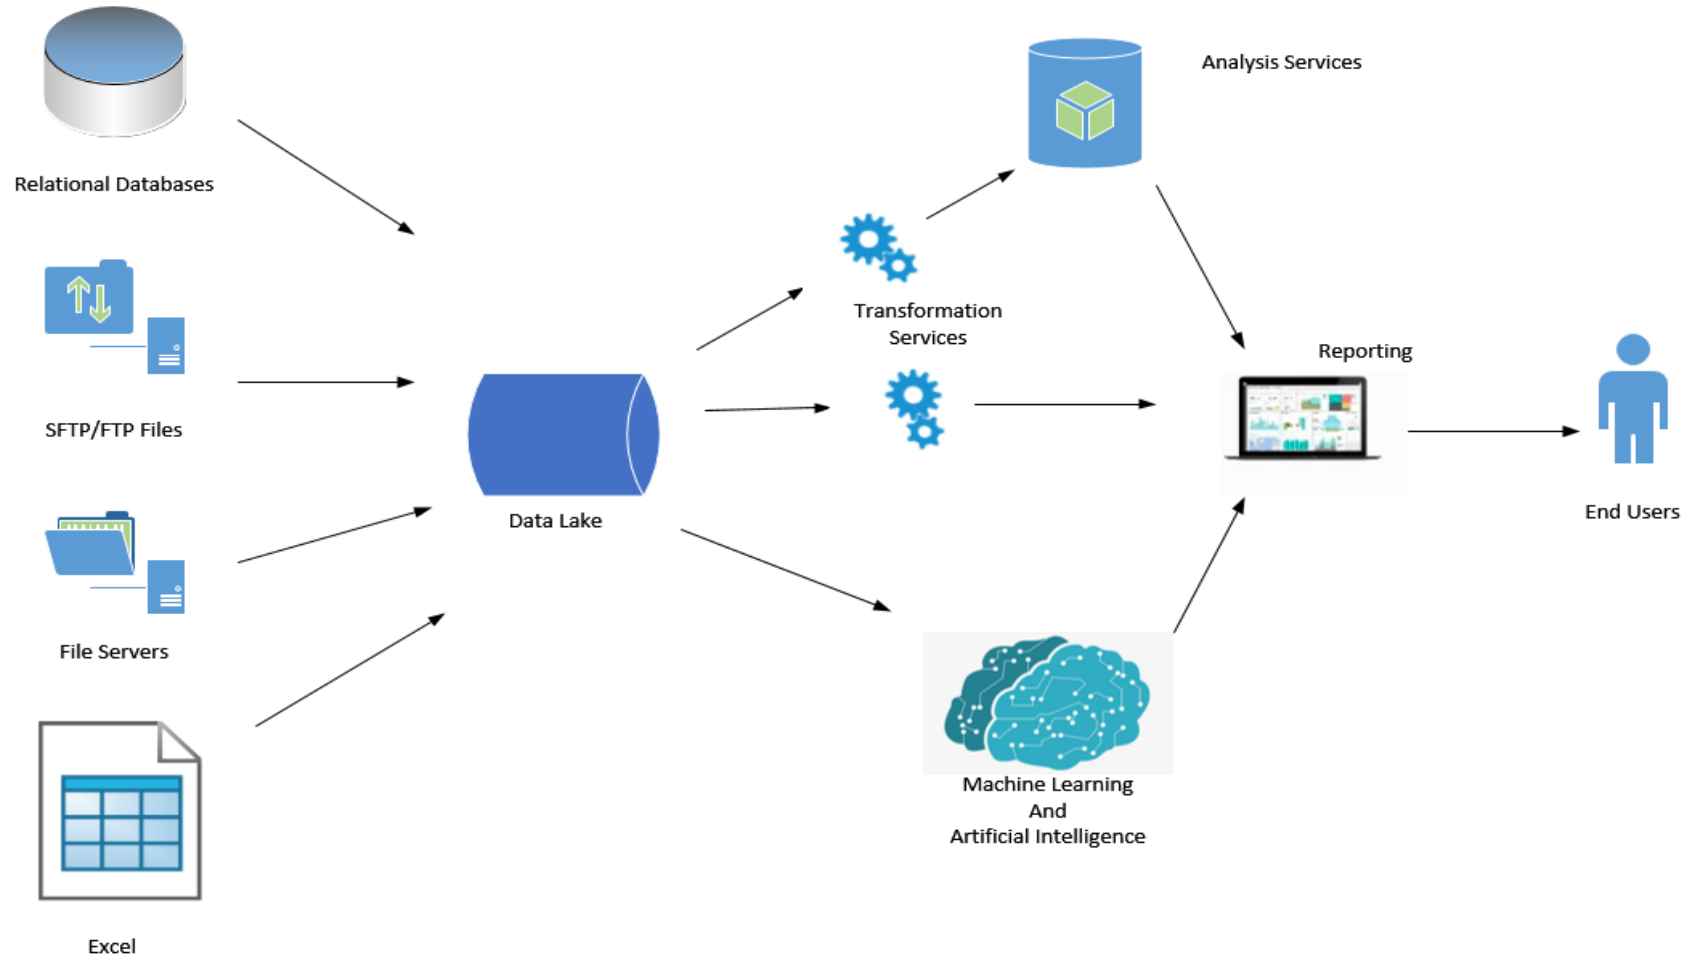 Relational Databases
SFTP/FTP Files
File Servers
Excel
Data Lake
Transformation
Services
Analysis Services
Machine Learning
And
Artificial Intelligence
Reporting
End Users